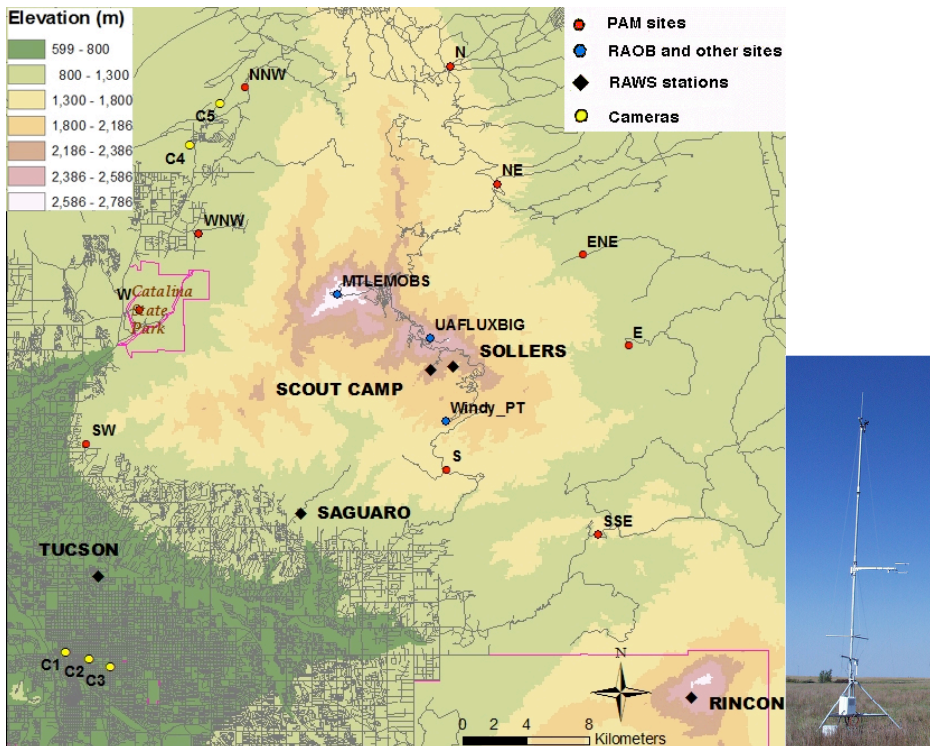 Elevation (m)
599 - 800
800 - 1,300
1,300 - 1,800
1,800 - 2,186
2,186 - 2,386
2,386 - 2,586
2,586 - 2,786
PAM sites
RAOB and other sites
RAWS stations
Cameras
N
NNW
C5
C4
NE
WNW
ENE
MTLEMOBS
W
Catalina
State
Park
UAFLUXBIG
E
SOLLERS
SCOUT CAMP
Windy_PT
SW
S
SAGUARO
SSE
TUCSON
C1
C2
C3
N
RINCON
0 2 4 8
Kilometers